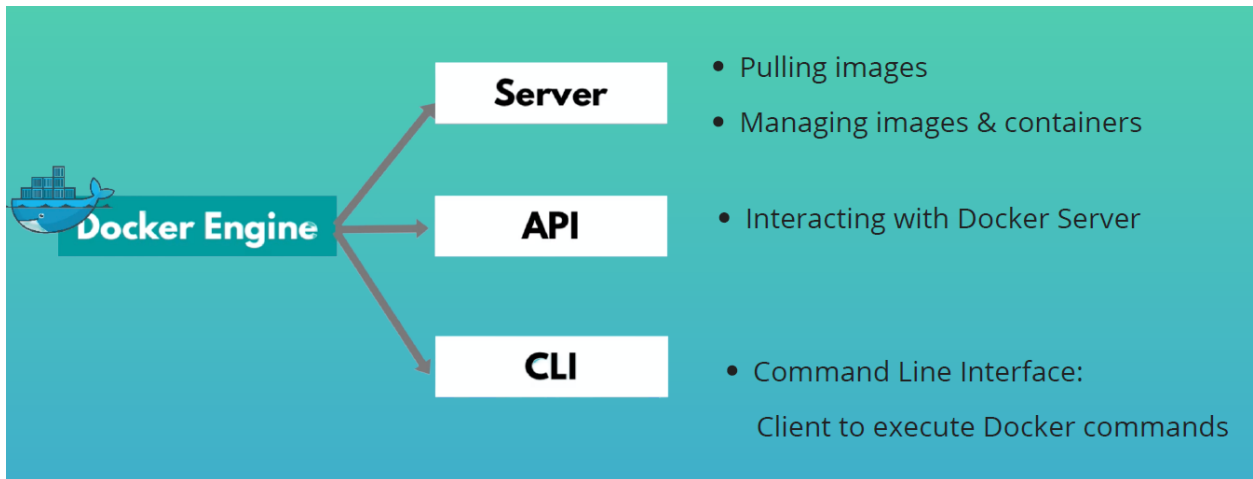 Server
• Pulling images
• Managing images & containers
Docker Engine
API
• Interacting with Docker Server
CLI
• Command Line Interface:
Client to execute Docker commands